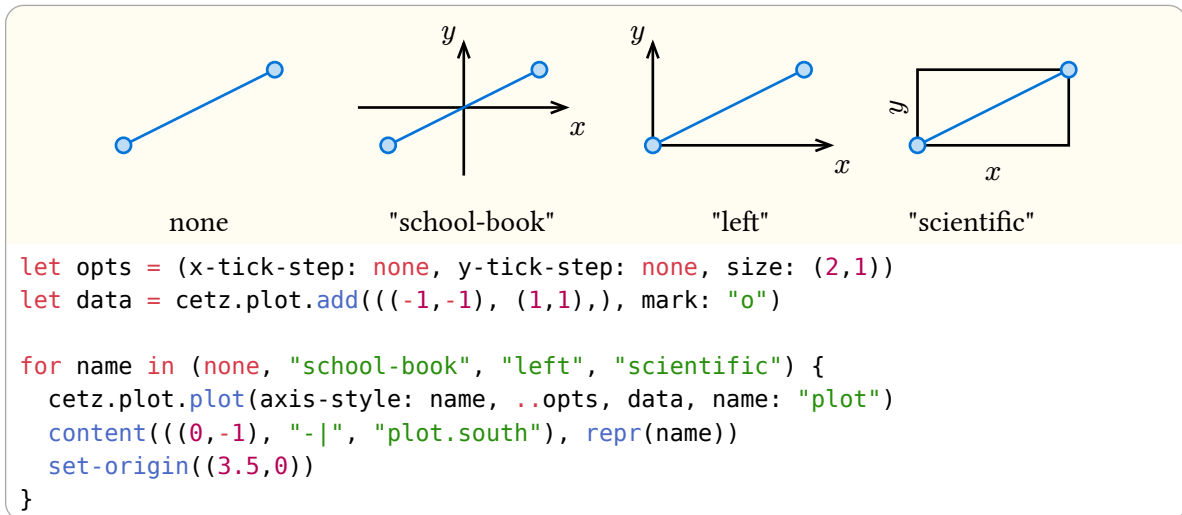 y
x
y
x
y
x
none
"school-book"
"left"
"scientific"
let opts = (x-tick-step: none, y-tick-step: none, size: (2,1))
let data = cetz.plot.add(((-1,-1), (1,1),), mark: "o")
for name in (none, "school-book", "left", "scientific") {
  cetz.plot.plot(axis-style: name, ..opts, data, name: "plot")
  content(((0,-1), "-|", "plot.south"), repr(name))
  set-origin((3.5,0))
}